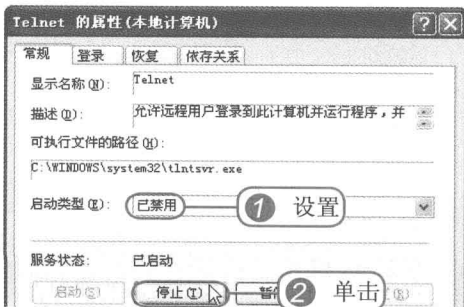 Telnet 的属性(本地计算机)
常规 登录 恢复 依存关系
显示名称(N): Telnet
描述(D): 允许远程用户登录到此计算机并运行程序，并
可执行文件的路径(H):
C:\WINDOWS\system32\tlntsvr.exe
启动类型(E): 已禁用 1 设置
服务状态: 已启动
启动(S) 停止(T) 2 单击 (R)